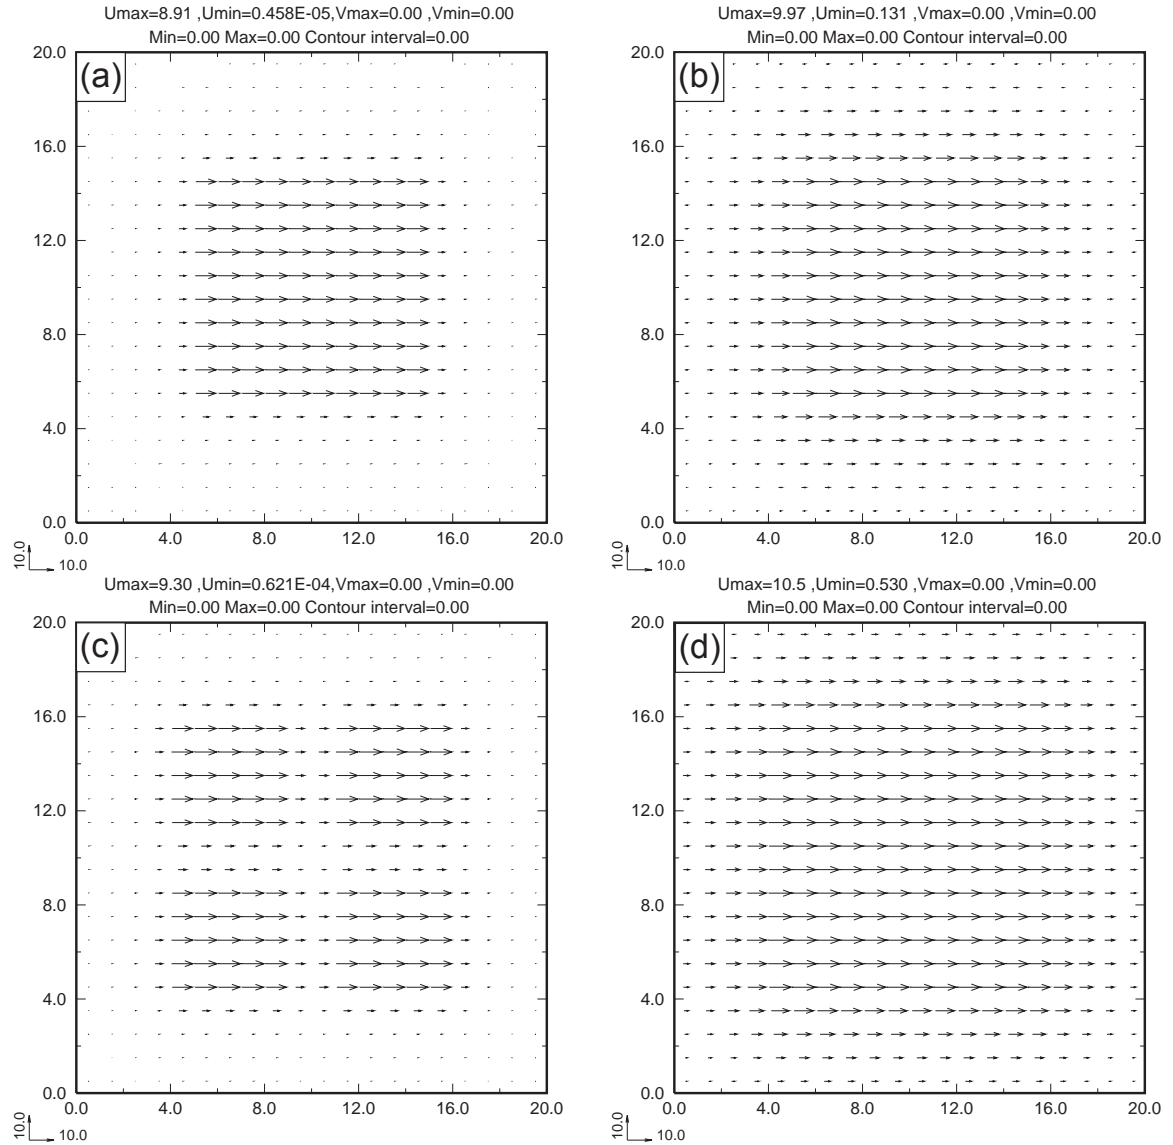 Umax=8.91 ,Umin=0.458E-05,Vmax=0.00 ,Vmin=0.00
Min=0.00 Max=0.00 Contour interval=0.00
(a)
20.0
16.0
12.0
8.0
4.0
0.0
0.0 4.0 8.0 12.0 16.0 20.0
10.0
10.0
Umax=9.97 ,Umin=0.131 ,Vmax=0.00 ,Vmin=0.00
Min=0.00 Max=0.00 Contour interval=0.00
(b)
20.0
16.0
12.0
8.0
4.0
0.0
0.0 4.0 8.0 12.0 16.0 20.0
10.0
10.0
Umax=9.30 ,Umin=0.621E-04,Vmax=0.00 ,Vmin=0.00
Min=0.00 Max=0.00 Contour interval=0.00
(c)
20.0
16.0
12.0
8.0
4.0
0.0
0.0 4.0 8.0 12.0 16.0 20.0
10.0
10.0
Umax=10.5 ,Umin=0.530 ,Vmax=0.00 ,Vmin=0.00
Min=0.00 Max=0.00 Contour interval=0.00
(d)
20.0
16.0
12.0
8.0
4.0
0.0
0.0 4.0 8.0 12.0 16.0 20.0
10.0
10.0